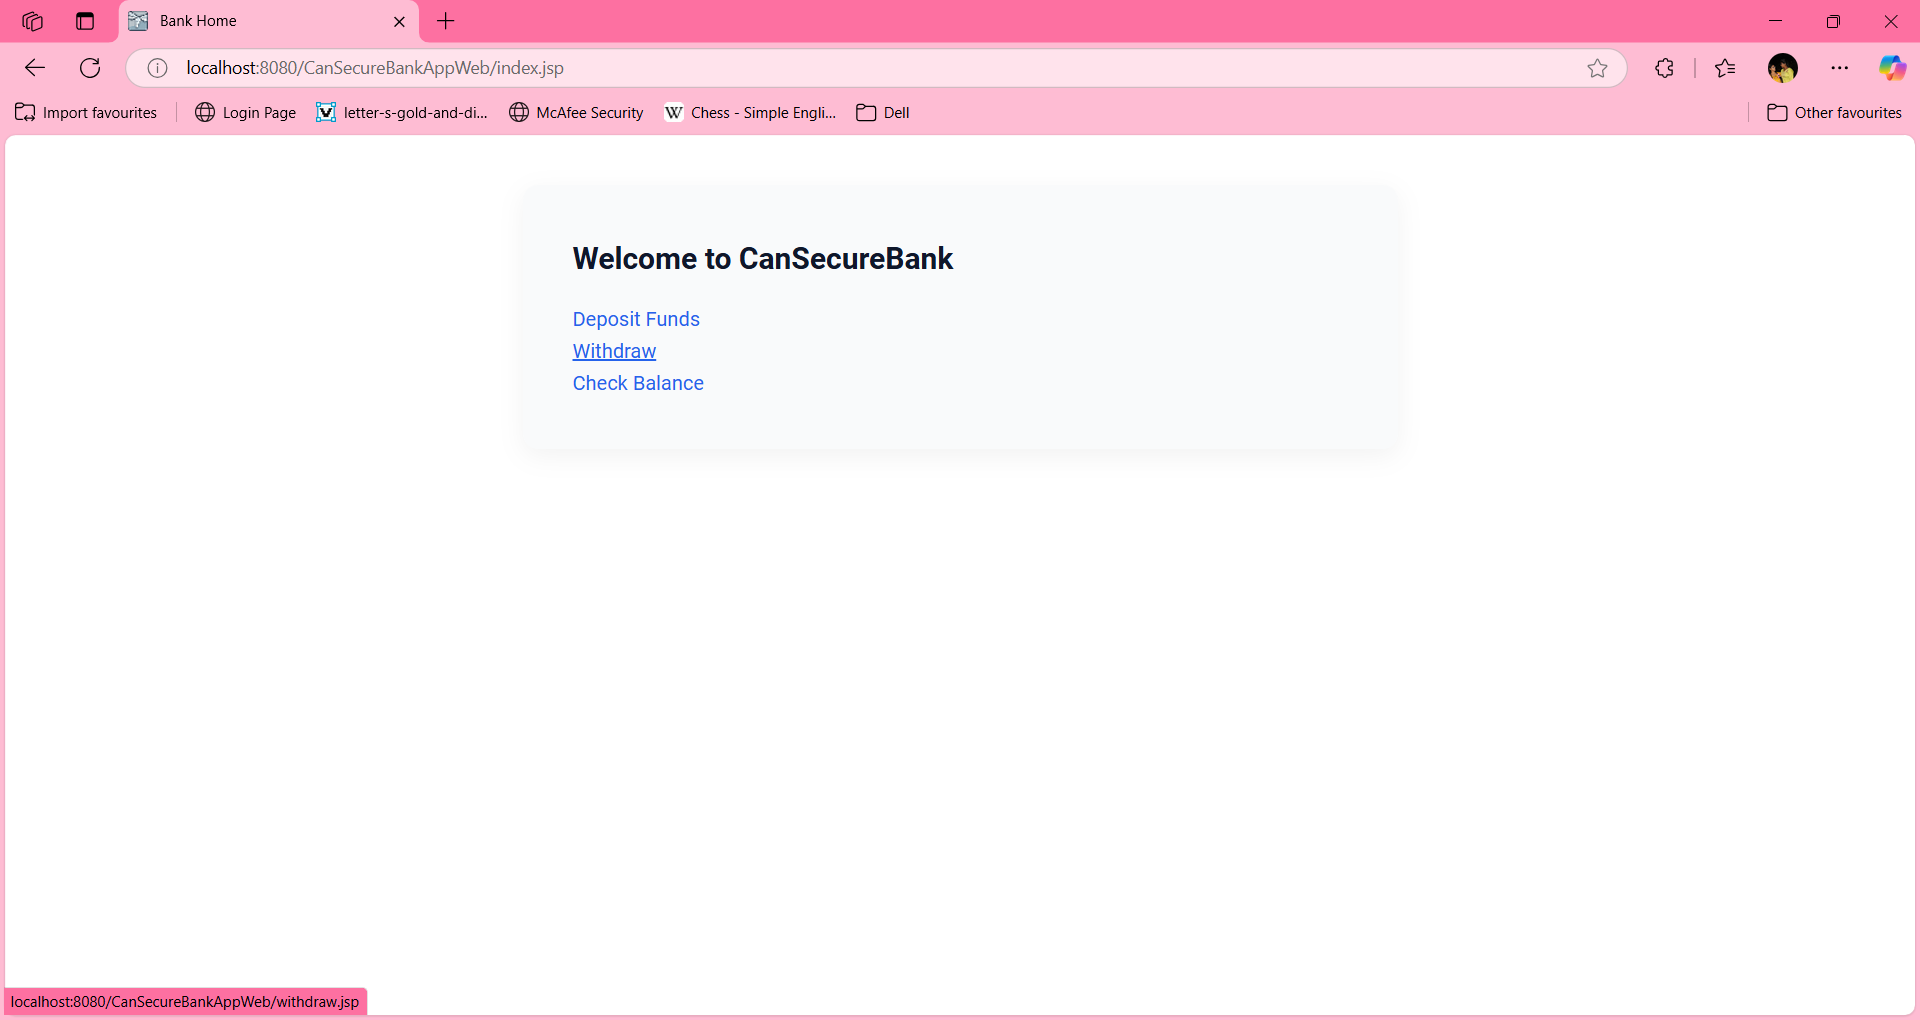 Bank Home
localhost:8080/CanSecureBankAppWeb/index.jsp
Import favourites Login Page letter-s-gold-and-di... McAfee Security W Chess - Simple Engli... Dell Other favourites
Welcome to CanSecureBank
Deposit Funds
Withdraw
Check Balance
localhost:8080/CanSecureBankAppWeb/withdraw.jsp